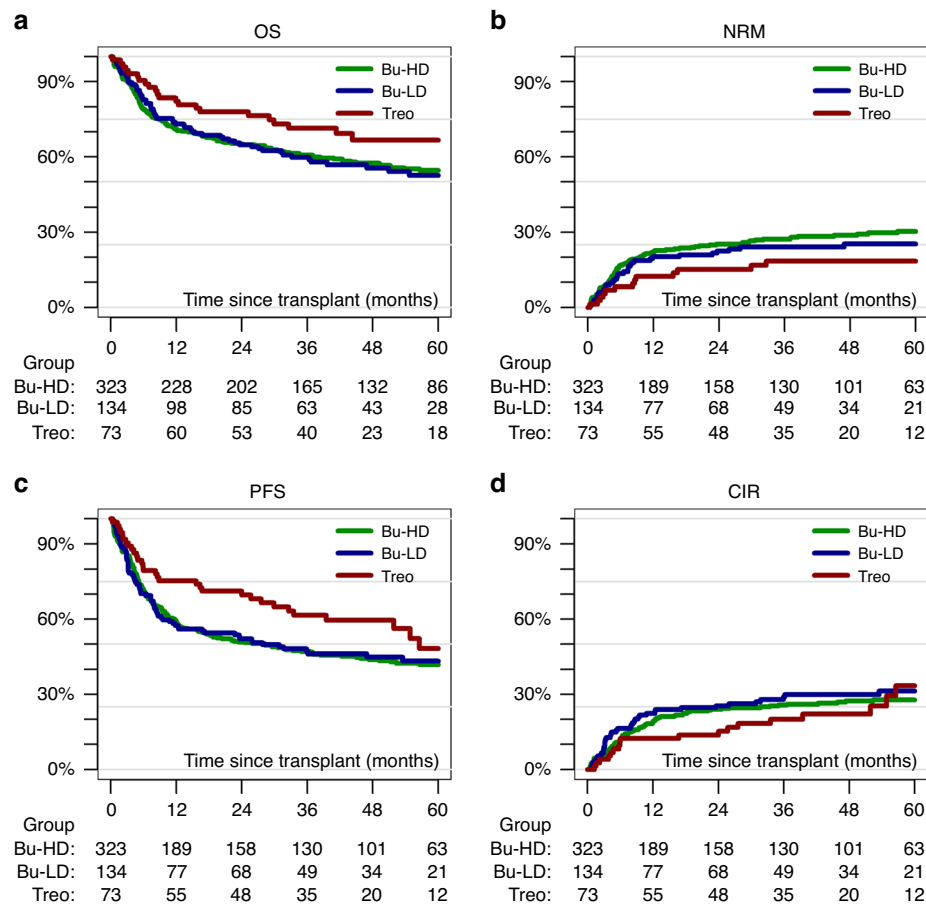 a
OS
90%
60%
30%
0%
Bu-HD
Bu-LD
Treo
Time since transplant (months)
0 12 24 36 48 60
Group
Bu-HD: 323 228 202 165 132 86
Bu-LD: 134 98 85 63 43 28
Treo: 73 60 53 40 23 18
b
NRM
90%
60%
30%
0%
Bu-HD
Bu-LD
Treo
Time since transplant (months)
0 12 24 36 48 60
Group
Bu-HD: 323 189 158 130 101 63
Bu-LD: 134 77 68 49 34 21
Treo: 73 55 48 35 20 12
c
PFS
90%
60%
30%
0%
Bu-HD
Bu-LD
Treo
Time since transplant (months)
0 12 24 36 48 60
Group
Bu-HD: 323 189 158 130 101 63
Bu-LD: 134 77 68 49 34 21
Treo: 73 55 48 35 20 12
d
CIR
90%
60%
30%
0%
Bu-HD
Bu-LD
Treo
Time since transplant (months)
0 12 24 36 48 60
Group
Bu-HD: 323 189 158 130 101 63
Bu-LD: 134 77 68 49 34 21
Treo: 73 55 48 35 20 12